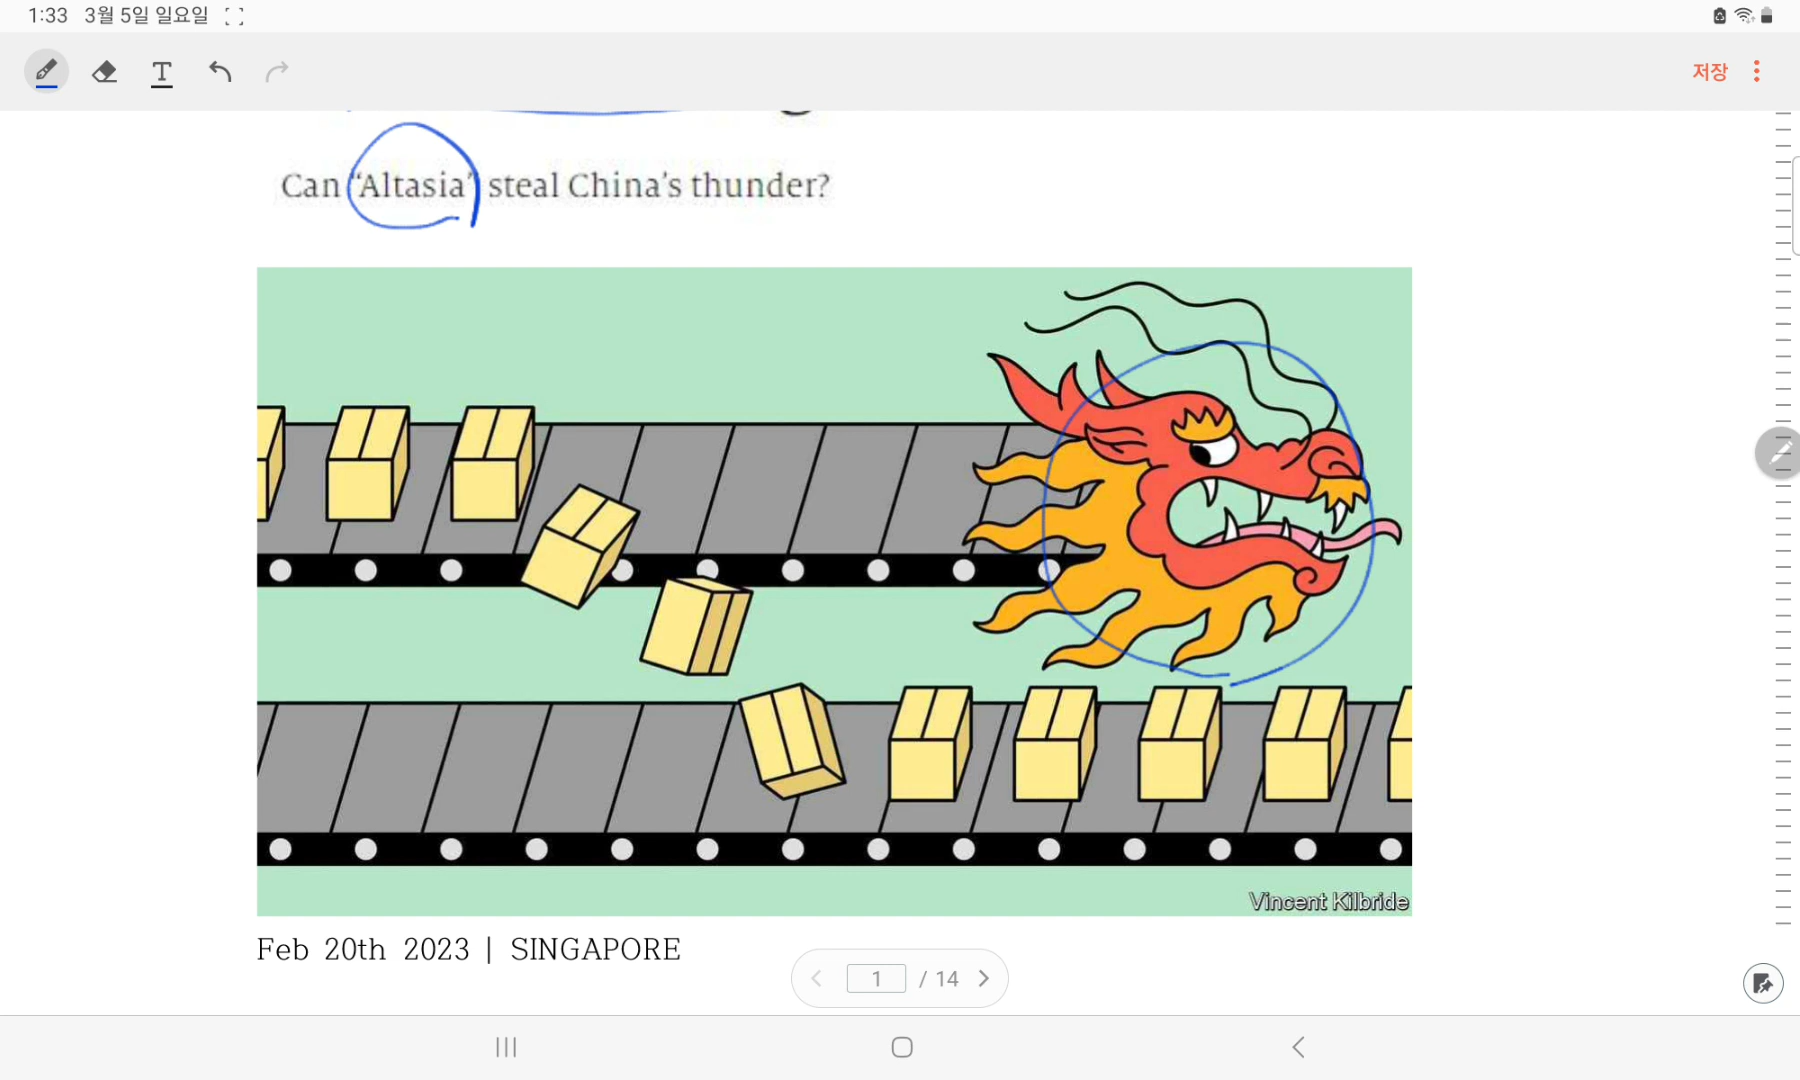 1:33 3월 5일 일요일
T
저장
Can “Altasia” steal China’s thunder?
Vincent Kilbride
Feb 20th 2023 | SINGAPORE
1 / 14